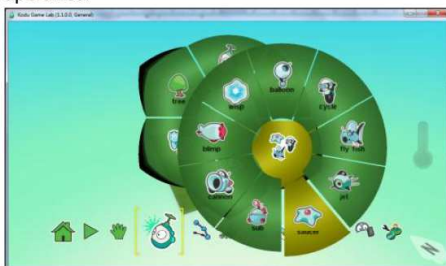 Kodu Game Lab (1.1.0.0. General)
tree
wisp
balloon
cycle
blimp
fly fish
cannon
jet
sub
saucer
N